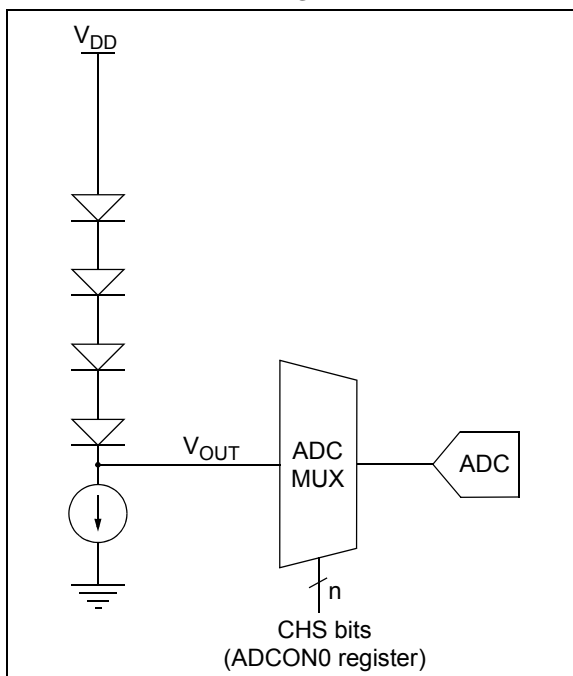 VDD
VOUT
ADC
MUX
ADC
n
CHS bits
(ADCON0 register)